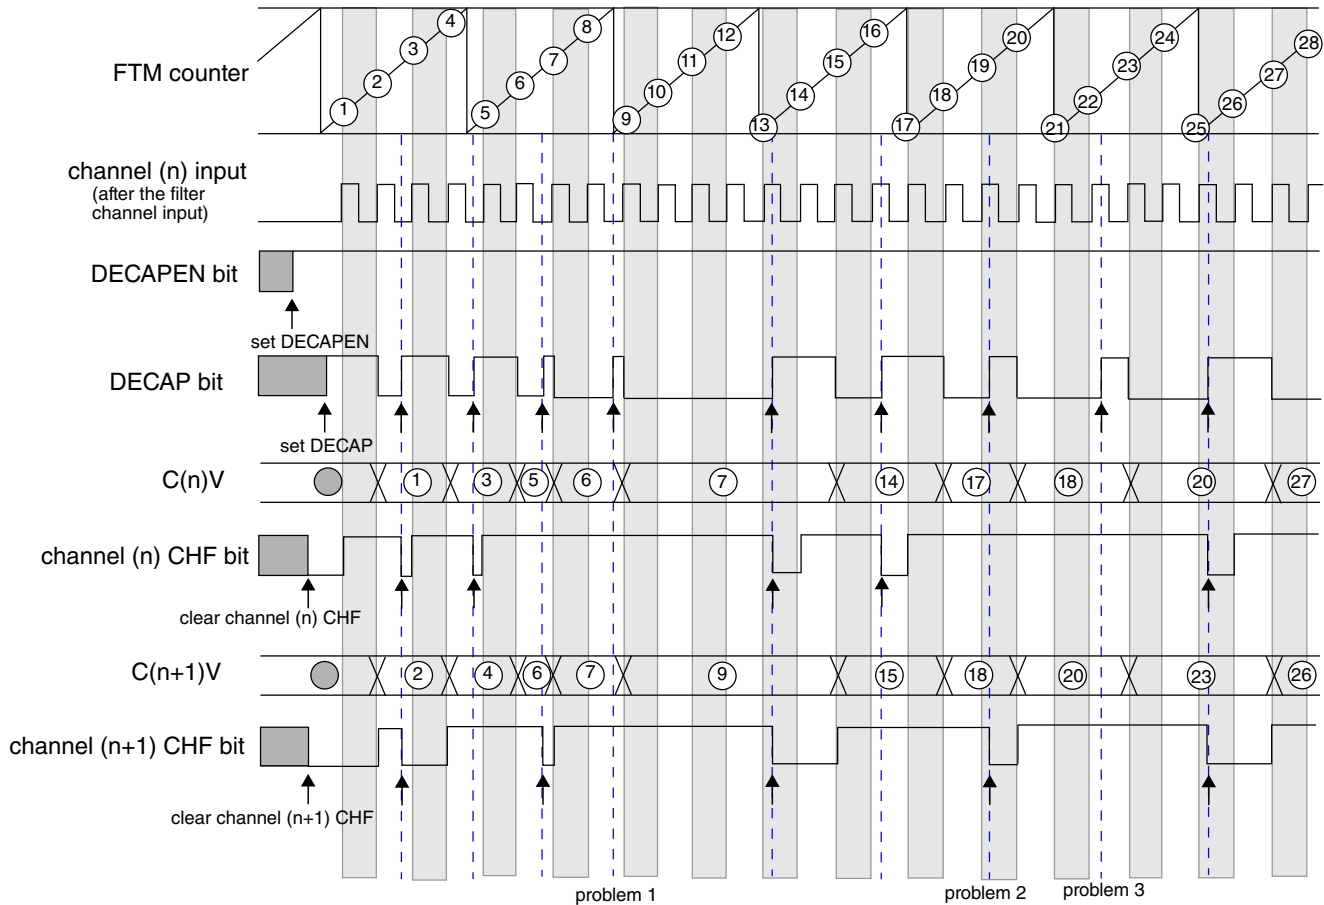 FTM counter
1 2 3 4 5 6 7 8 9 10 11 12 13 14 15 16 17 18 19 20 21 22 23 24 25 26 27 28
channel (n) input
(after the filter
channel input)
DECAPEN bit
set DECAPEN
DECAP bit
set DECAP
C(n)V 1 3 5 6 7 14 17 18 20 27
channel (n) CHF bit
clear channel (n) CHF
C(n+1)V 2 4 6 7 9 15 18 20 23 26
channel (n+1) CHF bit
clear channel (n+1) CHF
problem 1 problem 2 problem 3